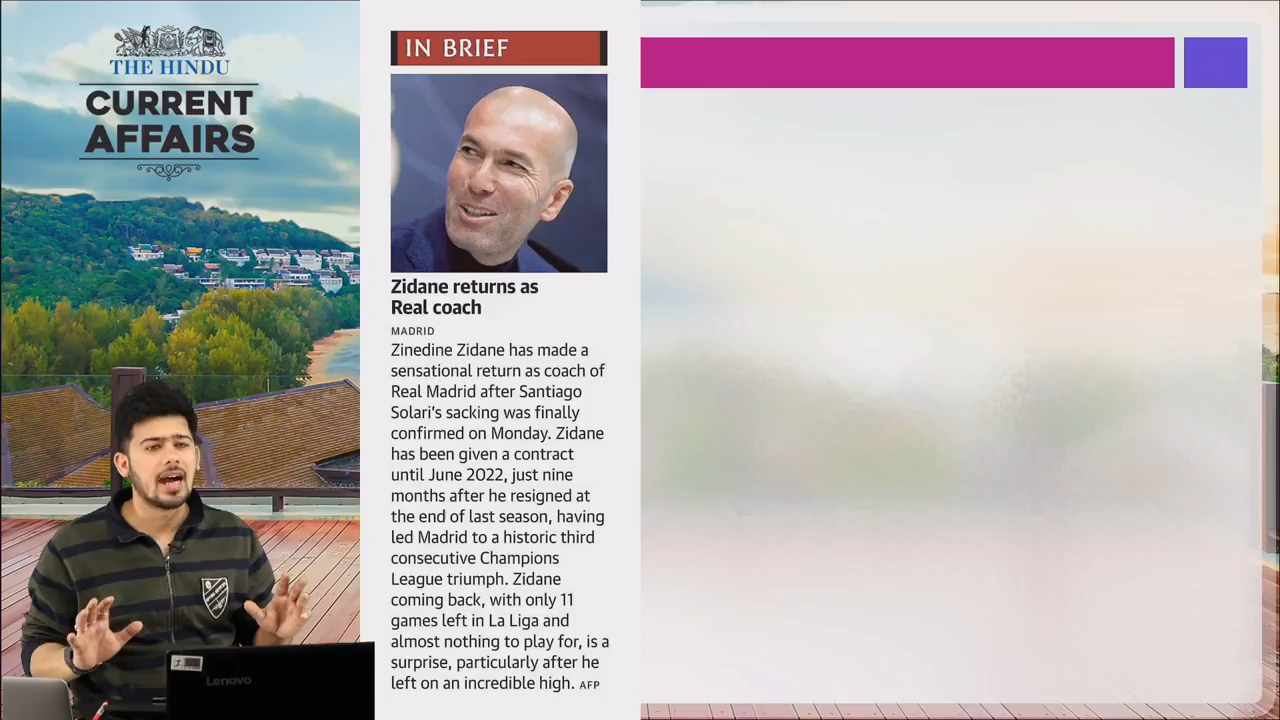 THE HINDU
CURRENT
AFFAIRS
IN BRIEF
Zidane returns as
Real coach
MADRID
Zinedine Zidane has made a
sensational return as coach of
Real Madrid after Santiago
Solari's sacking was finally
confirmed on Monday. Zidane
has been given a contract
until June 2022, just nine
months after he resigned at
the end of last season, having
led Madrid to a historic third
consecutive Champions
League triumph. Zidane
coming back, with only 11
games left in La Liga and
almost nothing to play for, is a
surprise, particularly after he
left on an incredible high. AFP
Lenovo